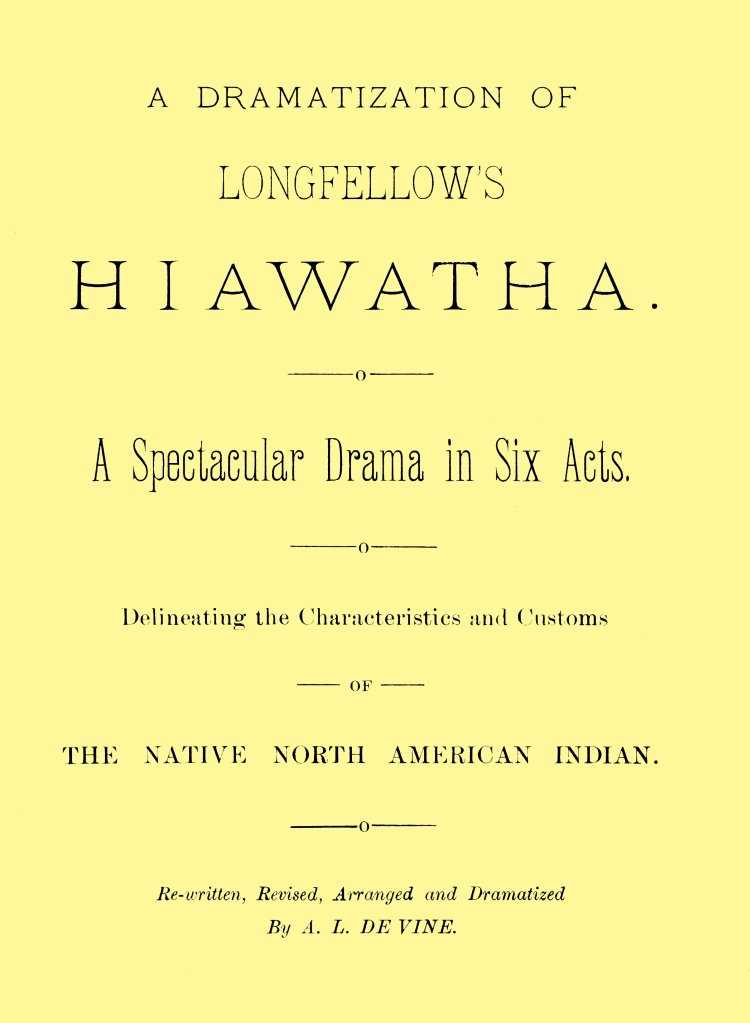 A DRAMATIZATION OF
LONGFELLOW'S
HIAWATHA.
O
A Spectacular Drama in Six Acts.
O
Delineating the Characteristics and Customs
— OF —
THE NATIVE NORTH AMERICAN INDIAN.
O
Re-written, Revised, Arranged and Dramatized
By A. L. DE VINE.